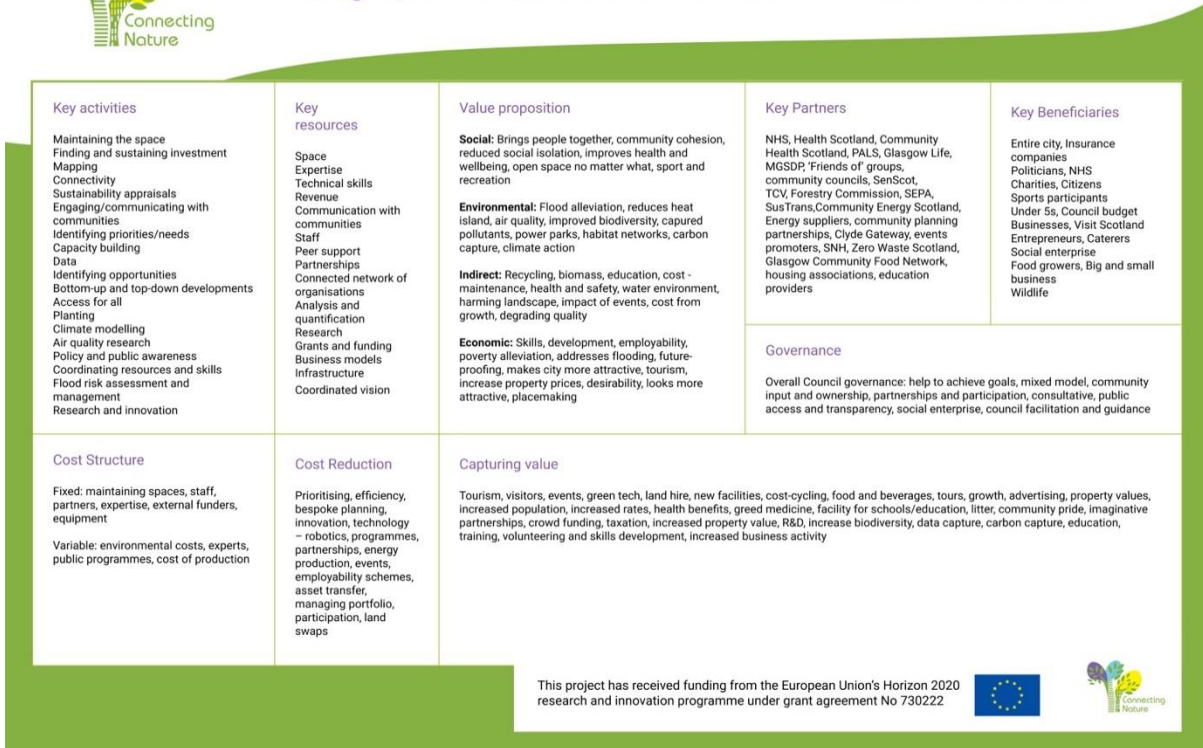 Connecting
Nature
Key activities
Maintaining the space
Finding and sustaining investment
Mapping
Connectivity
Sustainability appraisals
Engaging/communicating with
communities
Identifying priorities/needs
Capacity building
Data
Identifying opportunities
Bottom-up and top-down developments
Access for all
Planting
Climate modelling
Air quality research
Policy and public awareness
Coordinating resources and skills
Flood risk assessment and
management
Research and innovation
Key
resources
Space
Expertise
Technical skills
Revenue
Communication with
communities
Staff
Peer support
Partnerships
Connected network of
organisations
Analysis and
quantification
Research
Grants and funding
Business models
Infrastructure
Coordinated vision
Value proposition
Social: Brings people together, community cohesion,
reduced social isolation, improves health and
wellbeing, open space no matter what, sport and
recreation
Environmental: Flood alleviation, reduces heat
island, air quality, improved biodiversity, capured
pollutants, power parks, habitat networks, carbon
capture, climate action
Indirect: Recycling, biomass, education, cost -
maintenance, health and safety, water environment,
harming landscape, impact of events, cost from
growth, degrading quality
Economic: Skills, development, employability,
poverty alleviation, addresses flooding, future-
proofing, makes city more attractive, tourism,
increase property prices, desirability, looks more
attractive, placemaking
Key Partners
NHS, Health Scotland, Community
Health Scotland, PALS, Glasgow Life,
MGSDP, 'Friends of' groups,
community councils, SenScot,
TCV, Forestry Commission, SEPA,
SusTrans,Community Energy Scotland,
Energy suppliers, community planning
partnerships, Clyde Gateway, events
promoters, SNH, Zero Waste Scotland,
Glasgow Community Food Network,
housing associations, education
providers
Key Beneficiaries
Entire city, Insurance
companies
Politicians, NHS
Charities, Citizens
Sports participants
Under 5s, Council budget
Businesses, Visit Scotland
Entrepreneurs, Caterers
Social enterprise
Food growers, Big and small
business
Wildlife
Governance
Overall Council governance: help to achieve goals, mixed model, community
input and ownership, partnerships and participation, consultative, public
access and transparency, social enterprise, council facilitation and guidance
Cost Structure
Fixed: maintaining spaces, staff,
partners, expertise, external funders,
equipment
Variable: environmental costs, experts,
public programmes, cost of production
Cost Reduction
Prioritising, efficiency,
bespoke planning,
innovation, technology
– robotics, programmes,
partnerships, energy
production, events,
employability schemes,
asset transfer,
managing portfolio,
participation, land
swaps
Capturing value
Tourism, visitors, events, green tech, land hire, new facilities, cost-cycling, food and beverages, tours, growth, advertising, property values,
increased population, increased rates, health benefits, greed medicine, facility for schools/education, litter, community pride, imaginative
partnerships, crowd funding, taxation, increased property value, R&D, increase biodiversity, data capture, carbon capture, education,
training, volunteering and skills development, increased business activity
This project has received funding from the European Union's Horizon 2020
research and innovation programme under grant agreement No 730222
Connecting
Nature